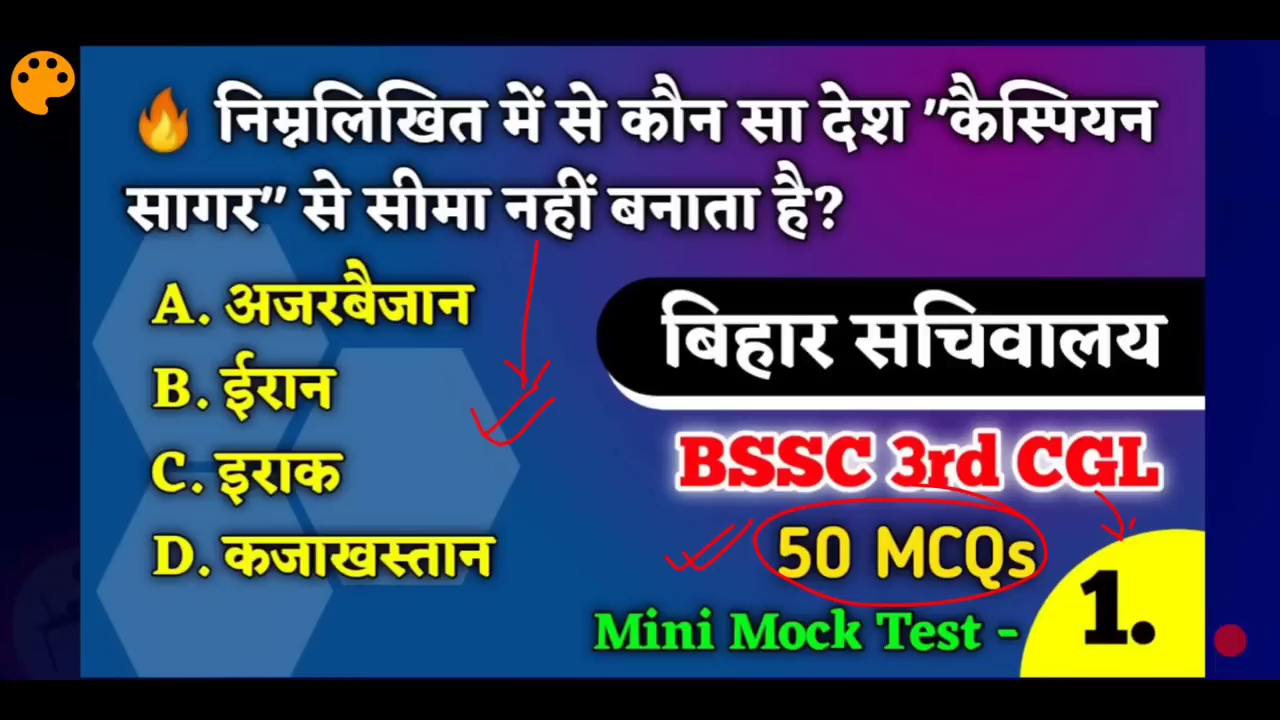 निम्नलिखित में से कौन सा देश "कैस्पियन
सागर" से सीमा नहीं बनाता है?
A. अजरबैजान
B. ईरान
C. इराक
D. कजाखस्तान
बिहार सचिवालय
BSSC 3rd CGL
50 MCQs
Mini Mock Test -
1.